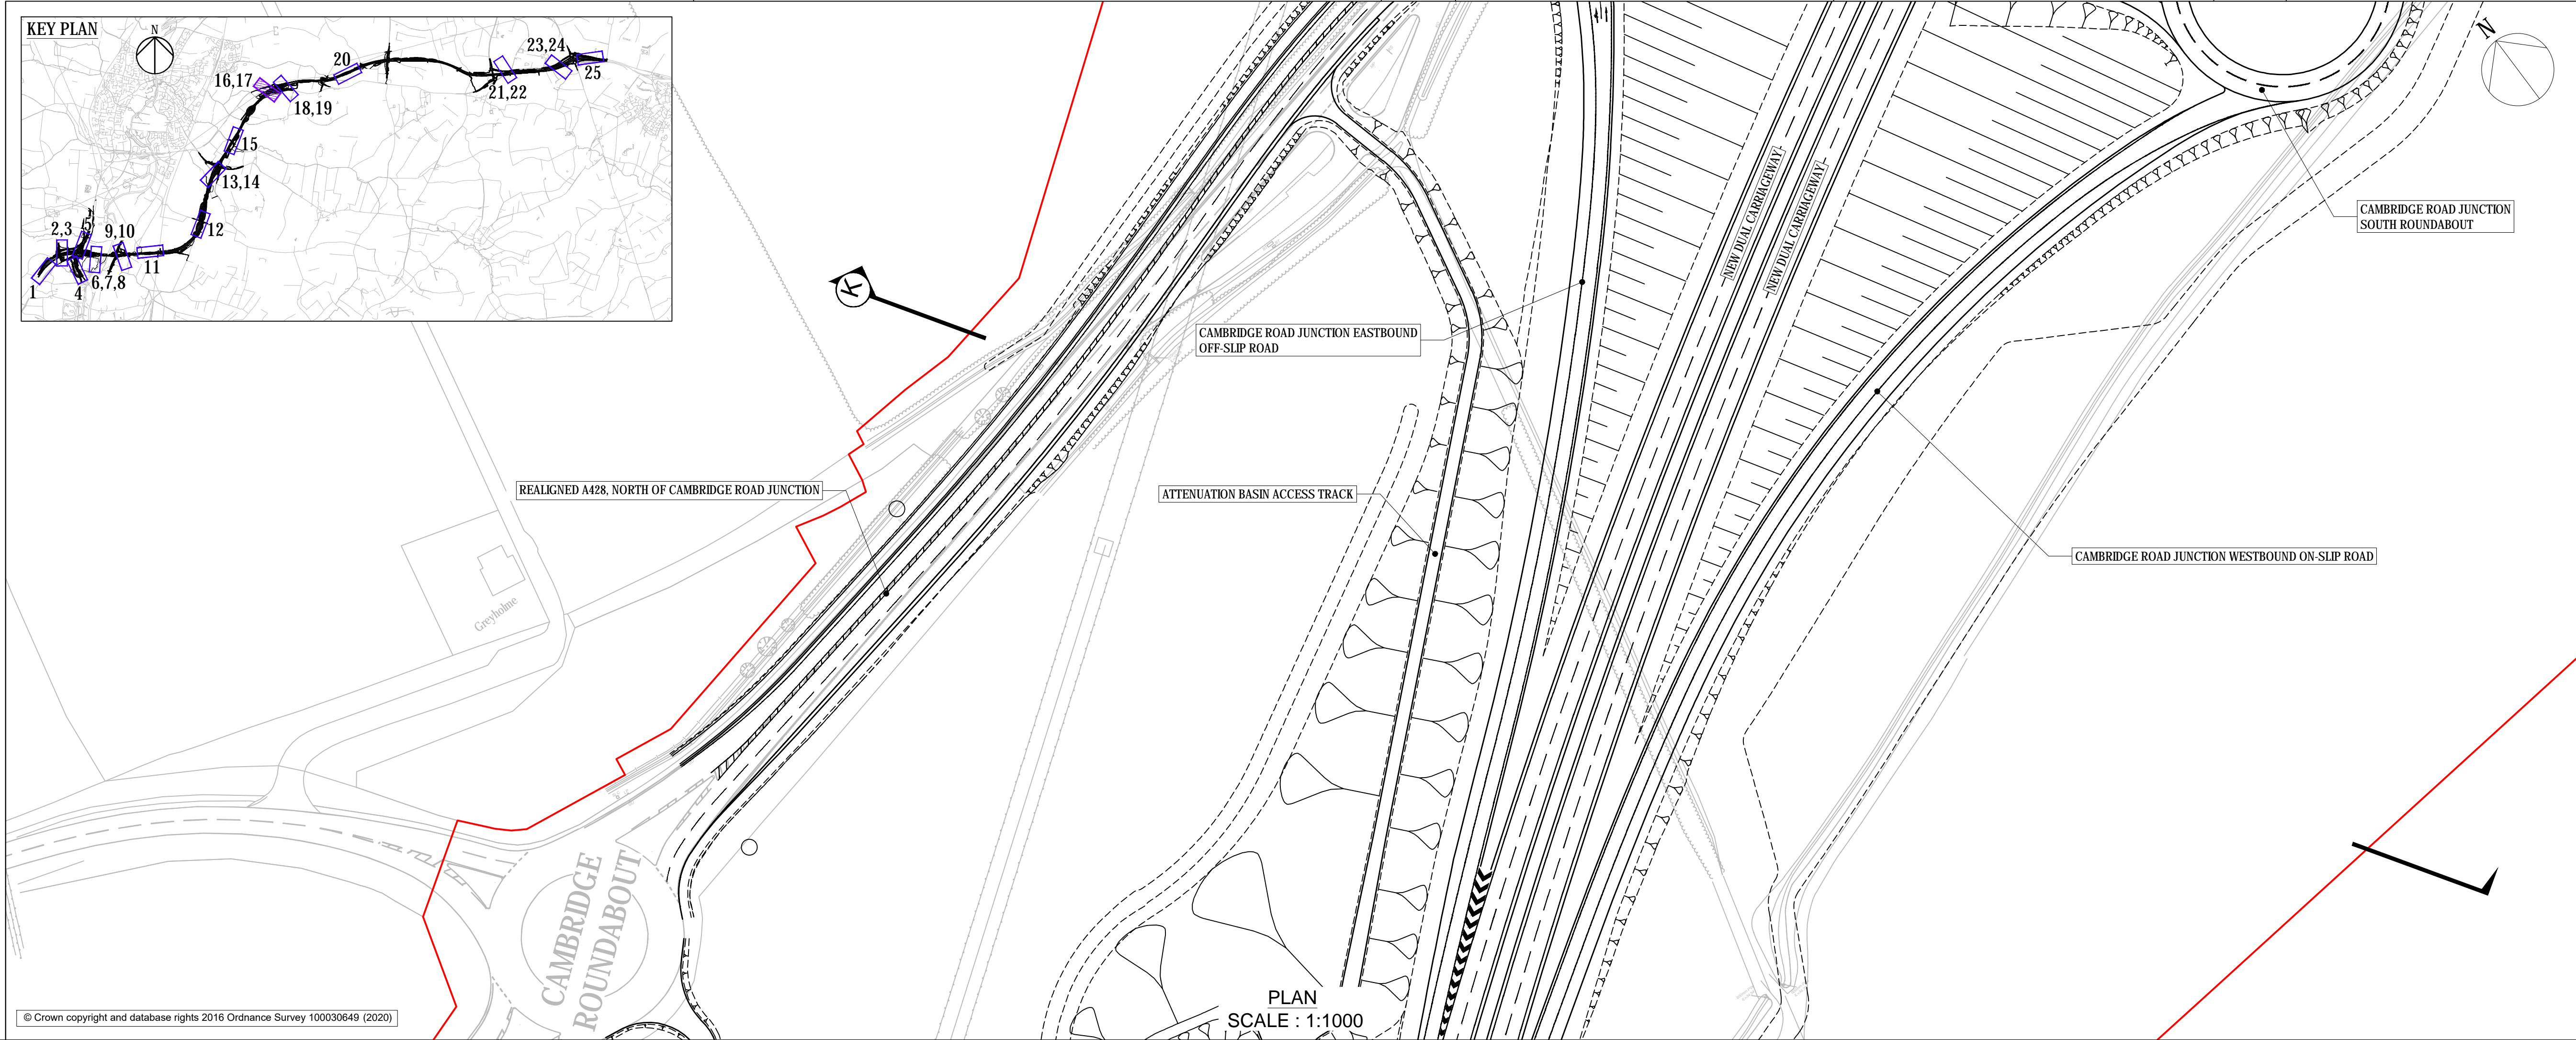 KEY PLAN
N
1
2,3
4
5
6,7,8
9,10
11
12
13,14
15
16,17
18,19
20
21,22
23,24
25
N
K
NEW DUAL CARRIAGEWAY
NEW DUAL CARRIAGEWAY
CAMBRIDGE ROAD JUNCTION
SOUTH ROUNDABOUT
CAMBRIDGE ROAD JUNCTION EASTBOUND
OFF-SLIP ROAD
REALIGNED A428, NORTH OF CAMBRIDGE ROAD JUNCTION
ATTENUATION BASIN ACCESS TRACK
CAMBRIDGE ROAD JUNCTION WESTBOUND ON-SLIP ROAD
Greyholme
CAMBRIDGE
ROUNDABOUT
PLAN
SCALE : 1:1000
© Crown copyright and database rights 2016 Ordnance Survey 100030649 (2020)